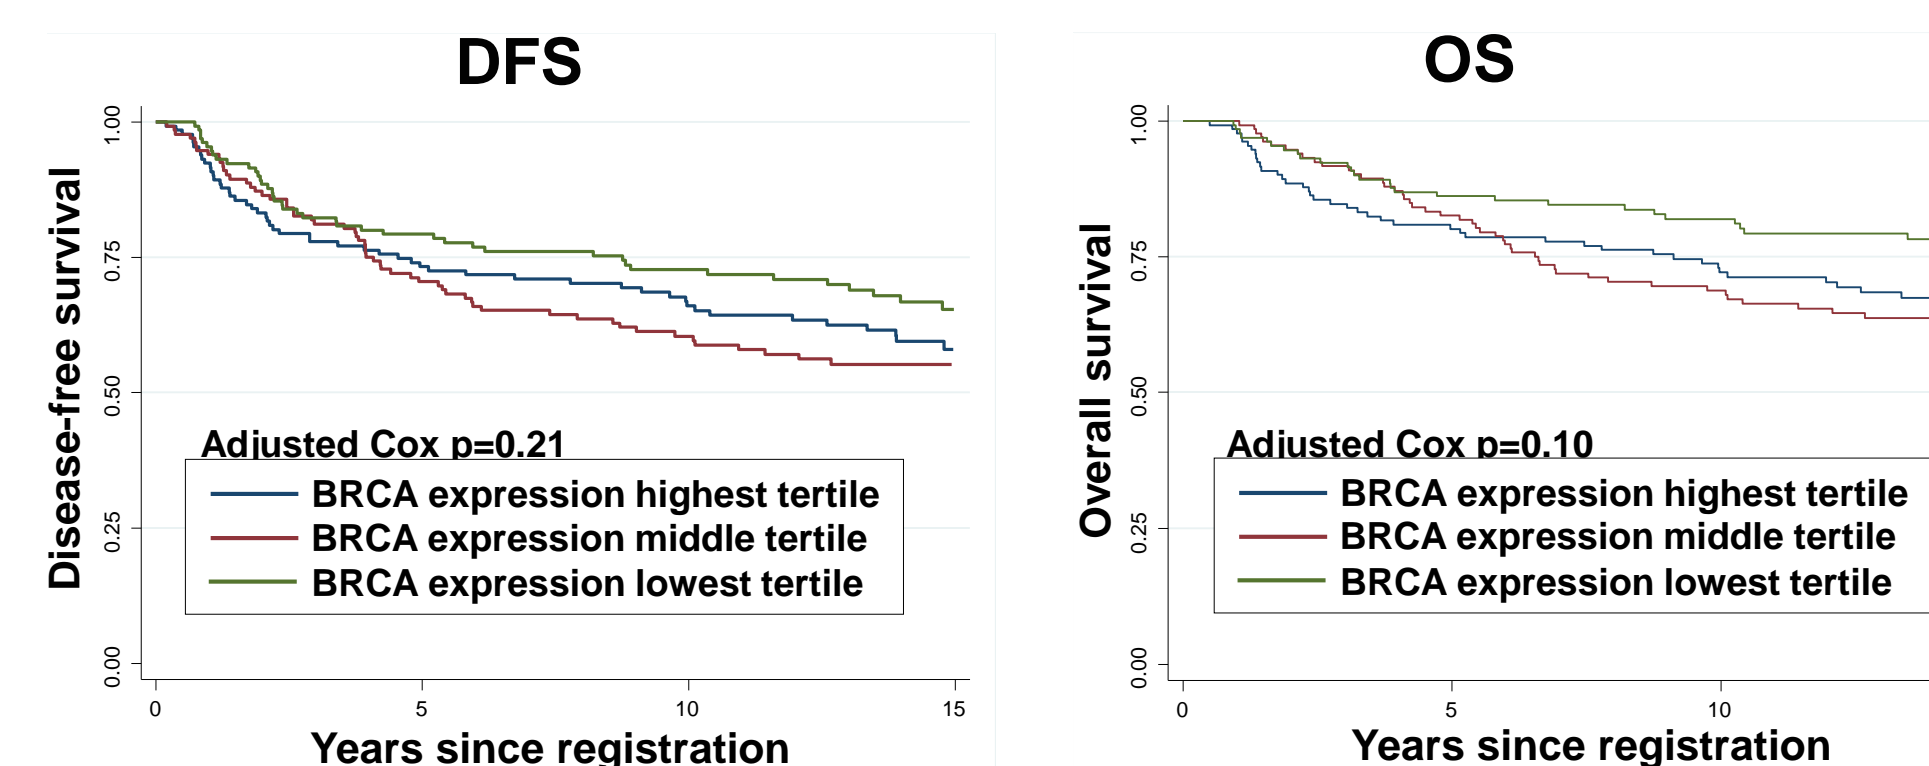 DFS
Disease-free survival
1.00
0.75
0.50
0.25
0.00
Adjusted Cox p=0.21
BRCA expression highest tertile
BRCA expression middle tertile
BRCA expression lowest tertile
0 5 10 15
Years since registration
OS
Overall survival
1.00
0.75
0.50
0.25
0.00
Adjusted Cox p=0.10
BRCA expression highest tertile
BRCA expression middle tertile
BRCA expression lowest tertile
0 5 10
Years since registration